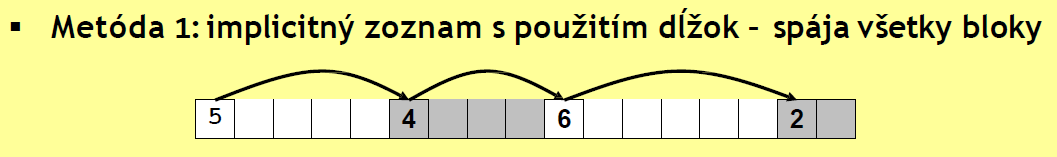 ▪ Metóda 1: implicitný zoznam s použitím dĺžok – spája všetky bloky
5 4 6 2